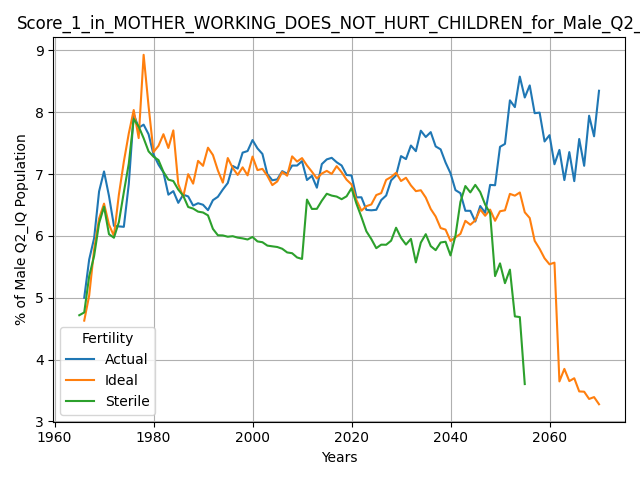 Score_1_in_MOTHER_WORKING_DOES_NOT_HURT_CHILDREN_for_Male_Q2_
% of Male Q2_IQ Population
9
8
7
6
5
4
3
Fertility
Actual
Ideal
Sterile
1960
1980
2000
2020
2040
2060
Years